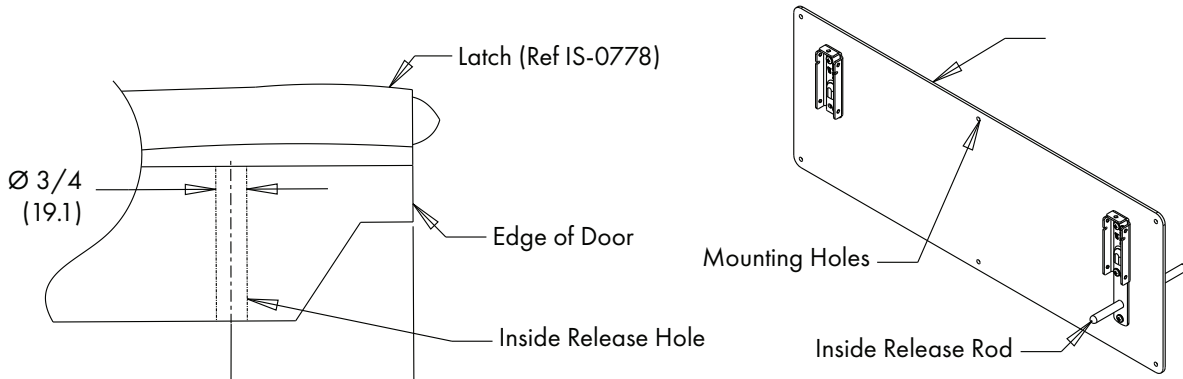 Latch (Ref IS-0778)
Ø 3/4
(19.1)
Edge of Door
Inside Release Hole
Mounting Holes
Inside Release Rod